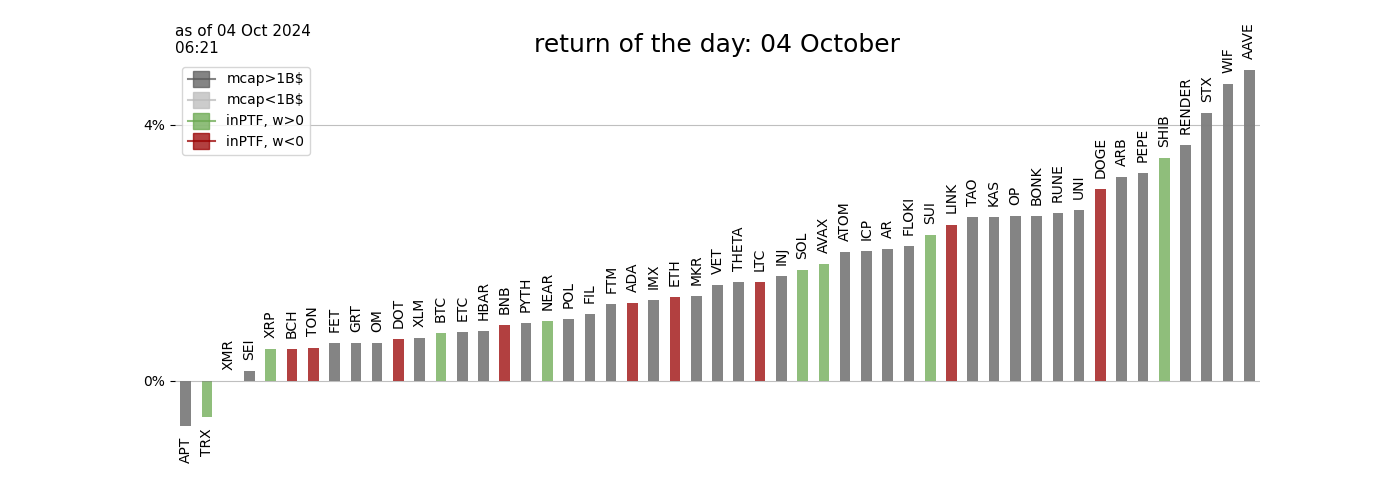 as of 04 Oct 2024
06:21
return of the day: 04 October
mcap>1B$
mcap<1B$
inPTF, w>0
inPTF, w<0
4%
0%
APT
TRX
XMR
SEI
XRP
BCH
TON
FET
GRT
OM
DOT
XLM
BTC
ETC
HBAR
BNB
PYTH
NEAR
POL
FIL
FTM
ADA
IMX
ETH
MKR
VET
THETA
LTC
INJ
SOL
AVAX
ATOM
ICP
AR
FLOKI
SUI
LINK
TAO
KAS
OP
BONK
RUNE
UNI
DOGE
ARB
PEPE
SHIB
RENDER
STX
WIF
AAVE